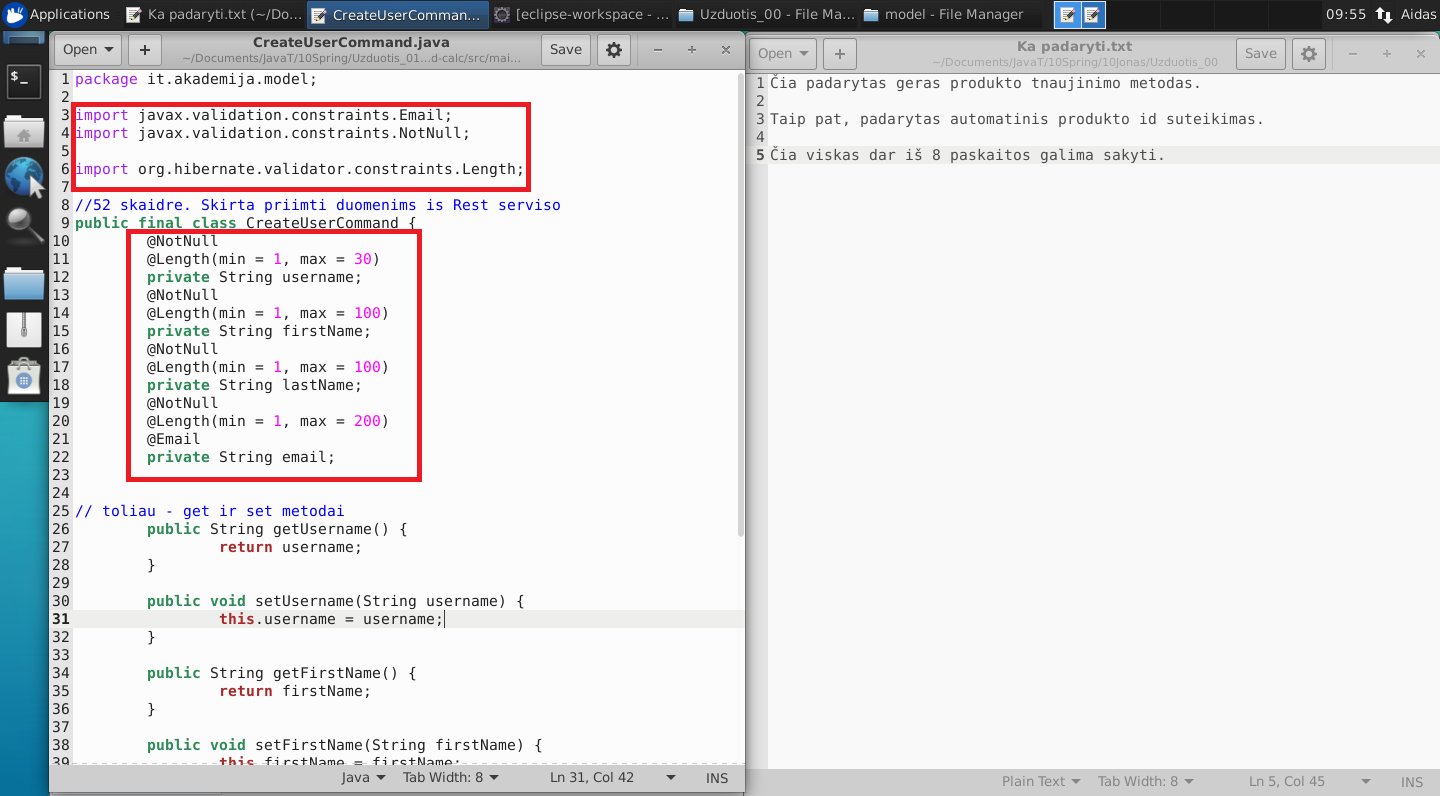 Applications
Ka padaryti.txt (~/Do...
CreateUserCommand...
[eclipse-workspace - ...
Uzduotis_00 - File Ma...
model - File Manager
09:55
Aidas
Open
CreateUserCommand.java
~/Documents/JavaT/10Spring/Uzduotis_01...d-calc/src/mai...
Save
1 package it.akademija.model;
2
3 import javax.validation.constraints.Email;
4 import javax.validation.constraints.NotNull;
5
6 import org.hibernate.validator.constraints.Length;
7
8 //52 skaidre. Skirta priimti duomenims is Rest serviso
9 public final class CreateUserCommand {
10 @NotNull
11 @Length(min = 1, max = 30)
12 private String username;
13 @NotNull
14 @Length(min = 1, max = 100)
15 private String firstName;
16 @NotNull
17 @Length(min = 1, max = 100)
18 private String lastName;
19 @NotNull
20 @Length(min = 1, max = 200)
21 @Email
22 private String email;
23
24
25 // toliau - get ir set metodai
26 public String getUsername() {
27 return username;
28 }
29
30 public void setUsername(String username) {
31 this.username = username;
32 }
33
34 public String getFirstName() {
35 return firstName;
36 }
37
38 public void setFirstName(String firstName) {
39 this.firstName = firstName;
Java
Tab Width: 8
Ln 31, Col 42
INS
Open
Ka padaryti.txt
~/Documents/JavaT/10Spring/10Jonas/Uzduotis_00
Save
1 Čia padarytas geras produkto tnaujinimo metodas.
2
3 Taip pat, padarytas automatinis produkto id suteikimas.
4
5 Čia viskas dar iš 8 paskaitos galima sakyti.
Plain Text
Tab Width: 8
Ln 5, Col 45
INS